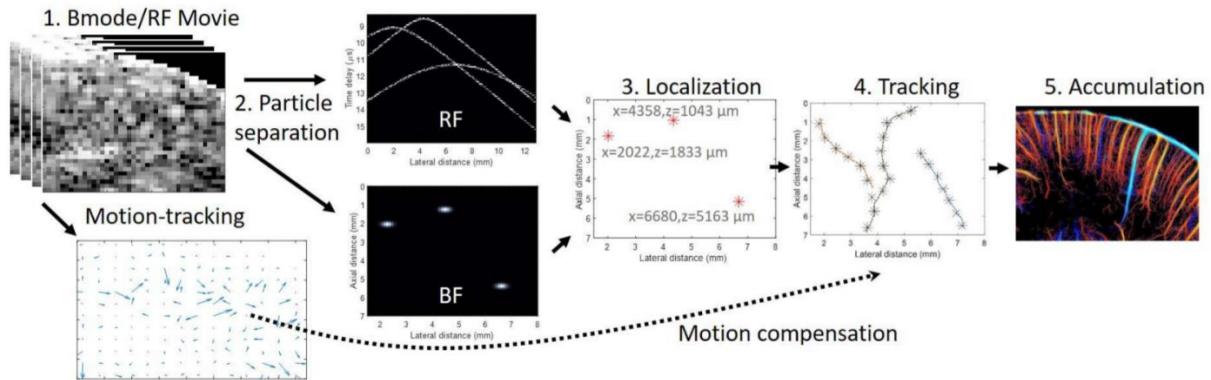 1. Bmode/RF Movie
2. Particle
separation
Motion-tracking
Time delay (μs)
9
10
11
12
13
14
15
RF
0 2 4 6 8 10 12
Lateral distance (mm)
Axial distance (mm)
0
1
2
3
4
5
6
7
BF
2 3 4 5 6 7 8
Lateral distance (mm)
3. Localization
Axial distance (mm)
0
1
2
3
4
5
6
7
x=4358,z=1043 μm
x=2022,z=1833 μm
x=6680,z=5163 μm
2 3 4 5 6 7 8
Lateral distance (mm)
4. Tracking
Axial distance (mm)
0
1
2
3
4
5
6
7
2 3 4 5 6 7 8
Lateral distance (mm)
5. Accumulation
Motion compensation